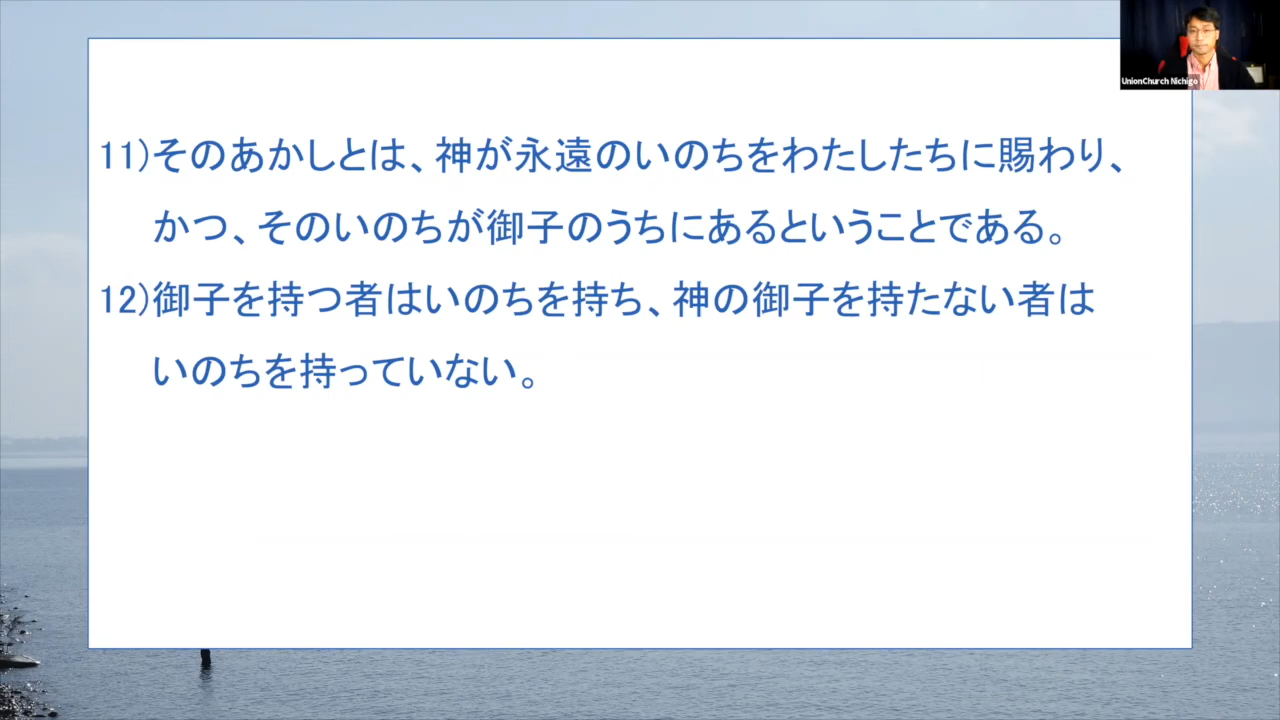 11)そのあかしとは、神が永遠のいのちをわたしたちに賜わり、
かつ、そのいのちが御子のうちにあるということである。
12)御子を持つ者はいのちを持ち、神の御子を持たない者は
いのちを持っていない。
UnionChurch Nichigo